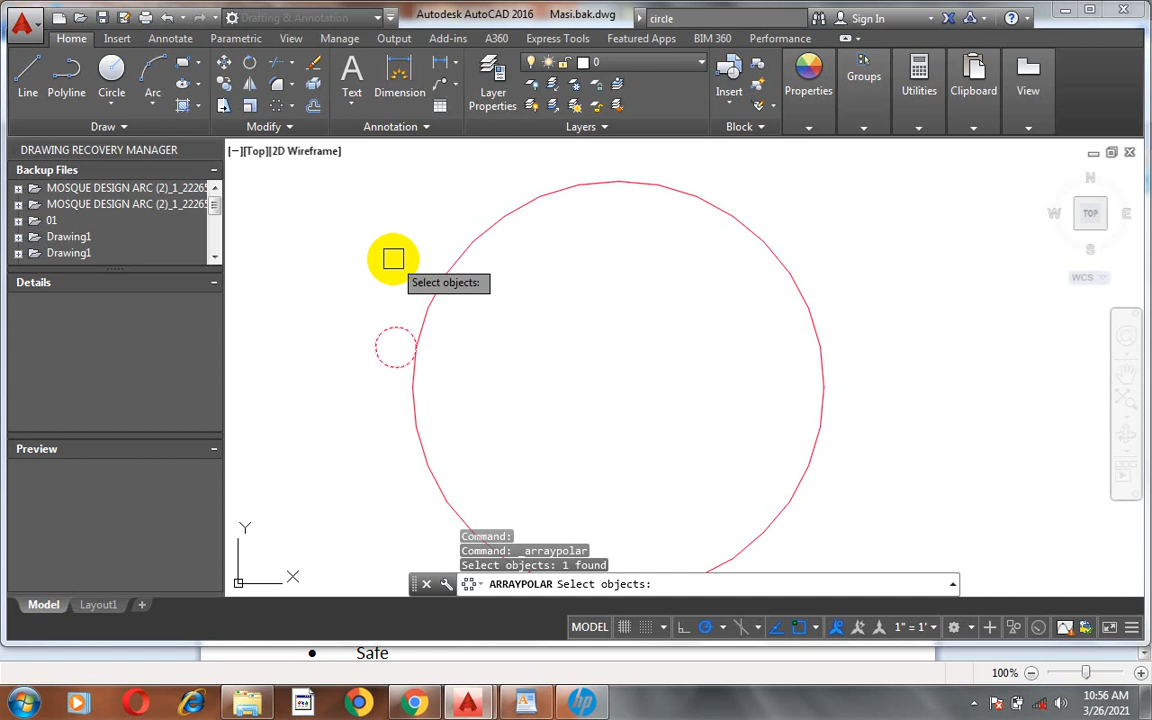 Drawing & Annotation
Autodesk AutoCAD 2016 Masi.bak.dwg
circle
Sign In
Home Insert Annotate Parametric View Manage Output Add-ins A360 Express Tools Featured Apps BIM 360 Performance
Line Polyline Circle Arc
Text Dimension
Layer Properties
0
Insert
Properties Groups Utilities Clipboard View
Draw Modify Annotation Layers Block
DRAWING RECOVERY MANAGER
Backup Files
MOSQUE DESIGN ARC (2)_1_2226
MOSQUE DESIGN ARC (2)_1_2226
01
Drawing1
Drawing1
Details
Preview
[−][Top][2D Wireframe]
N
W TOP E
S
WCS
Select objects:
Y
X
Command:
Command: _arraypolar
Select objects: 1 found
ARRAYPOLAR Select objects:
Model Layout1 +
MODEL
1" = 1'
• Safe
100%
10:56 AM
3/26/2021